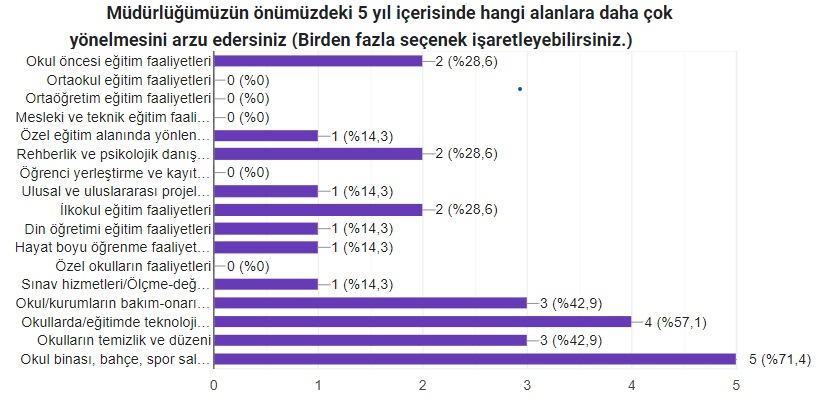 Müdürlüğümüzün önümüzdeki 5 yıl içerisinde hangi alanlara daha çok
yönelmesini arzu edersiniz (Birden fazla seçenek işaretleyebilirsiniz.)
Okul öncesi eğitim faaliyetleri 2 (%28,6)
Ortaokul eğitim faaliyetleri 0 (%0)
Ortaöğretim eğitim faaliyetleri 0 (%0)
Mesleki ve teknik eğitim faali… 0 (%0)
Özel eğitim alanında yönlen… 1 (%14,3)
Rehberlik ve psikolojik danış… 2 (%28,6)
Öğrenci yerleştirme ve kayıt… 0 (%0)
Ulusal ve uluslararası projel… 1 (%14,3)
İlkokul eğitim faaliyetleri 2 (%28,6)
Din öğretimi eğitim faaliyetleri 1 (%14,3)
Hayat boyu öğrenme faaliyet… 1 (%14,3)
Özel okulların faaliyetleri 0 (%0)
Sınav hizmetleri/Ölçme-değ… 1 (%14,3)
Okul/kurumların bakım-onarı… 3 (%42,9)
Okullarda/eğitimde teknoloji… 4 (%57,1)
Okulların temizlik ve düzeni 3 (%42,9)
Okul binası, bahçe, spor sal… 5 (%71,4)
0 1 2 3 4 5